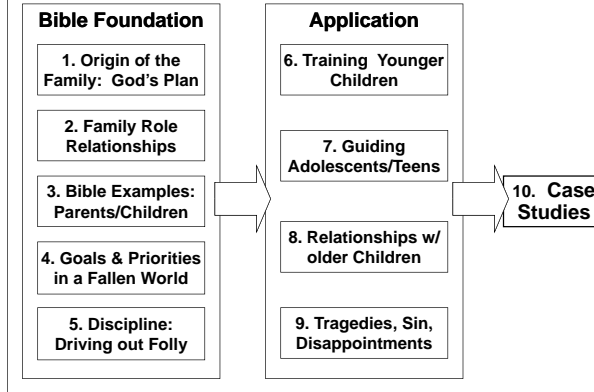 Bible Foundation
1. Origin of the
Family: God's Plan
2. Family Role
Relationships
3. Bible Examples:
Parents/Children
4. Goals & Priorities
in a Fallen World
5. Discipline:
Driving out Folly
Application
6. Training Younger
Children
7. Guiding
Adolescents/Teens
8. Relationships w/
older Children
9. Tragedies, Sin,
Disappointments
10. Case
Studies